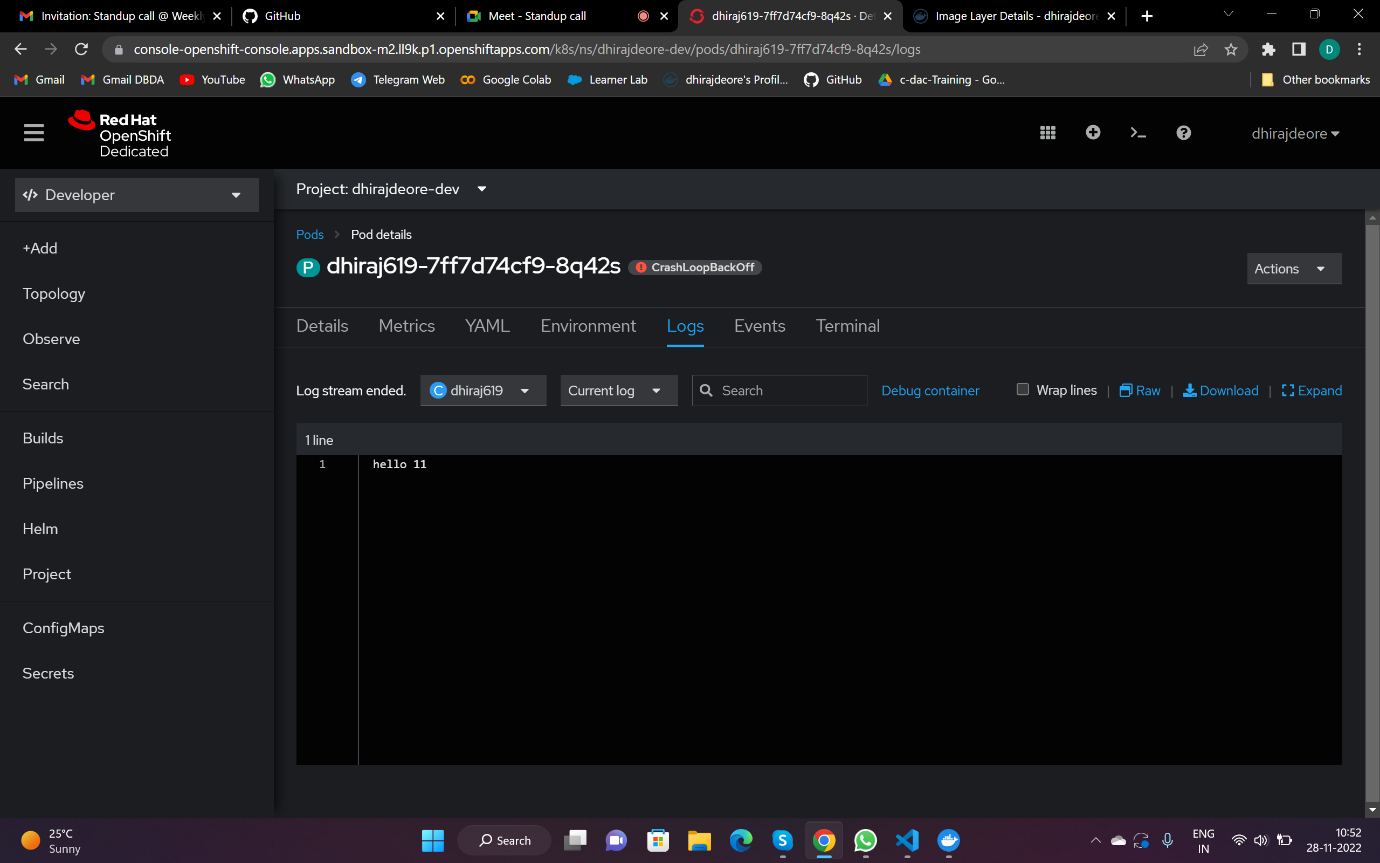 Invitation: Standup call @ Weekly
GitHub
Meet - Standup call
dhiraj619-7ff7d74cf9-8q42s · Det
Image Layer Details - dhirajdeore
console-openshift-console.apps.sandbox-m2.ll9k.p1.openshiftapps.com/k8s/ns/dhirajdeore-dev/pods/dhiraj619-7ff7d74cf9-8q42s/logs
D
Gmail
Gmail DBDA
YouTube
WhatsApp
Telegram Web
Google Colab
Learner Lab
dhirajdeore's Profil...
GitHub
c-dac-Training - Go...
Other bookmarks
Red Hat
OpenShift
Dedicated
dhirajdeore
Developer
+Add
Topology
Observe
Search
Builds
Pipelines
Helm
Project
ConfigMaps
Secrets
Project: dhirajdeore-dev
Pods
Pod details
P dhiraj619-7ff7d74cf9-8q42s
CrashLoopBackOff
Actions
Details
Metrics
YAML
Environment
Logs
Events
Terminal
Log stream ended.
C dhiraj619
Current log
Search
Debug container
Wrap lines
Raw
Download
Expand
1 line
1 hello 11
25°C
Sunny
Search
ENG
IN
10:52
28-11-2022